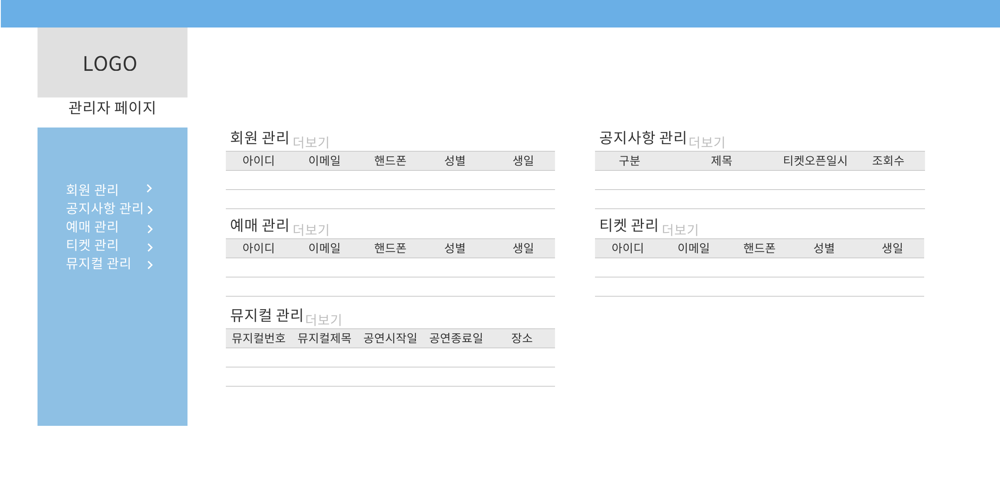 LOGO
관리자 페이지
회원 관리
공지사항 관리
예매 관리
티켓 관리
뮤지컬 관리
회원 관리 더보기
아이디 이메일 핸드폰 성별 생일
공지사항 관리 더보기
구분 제목 티켓오픈일시 조회수
예매 관리 더보기
아이디 이메일 핸드폰 성별 생일
티켓 관리 더보기
아이디 이메일 핸드폰 성별 생일
뮤지컬 관리 더보기
뮤지컬번호 뮤지컬제목 공연시작일 공연종료일 장소